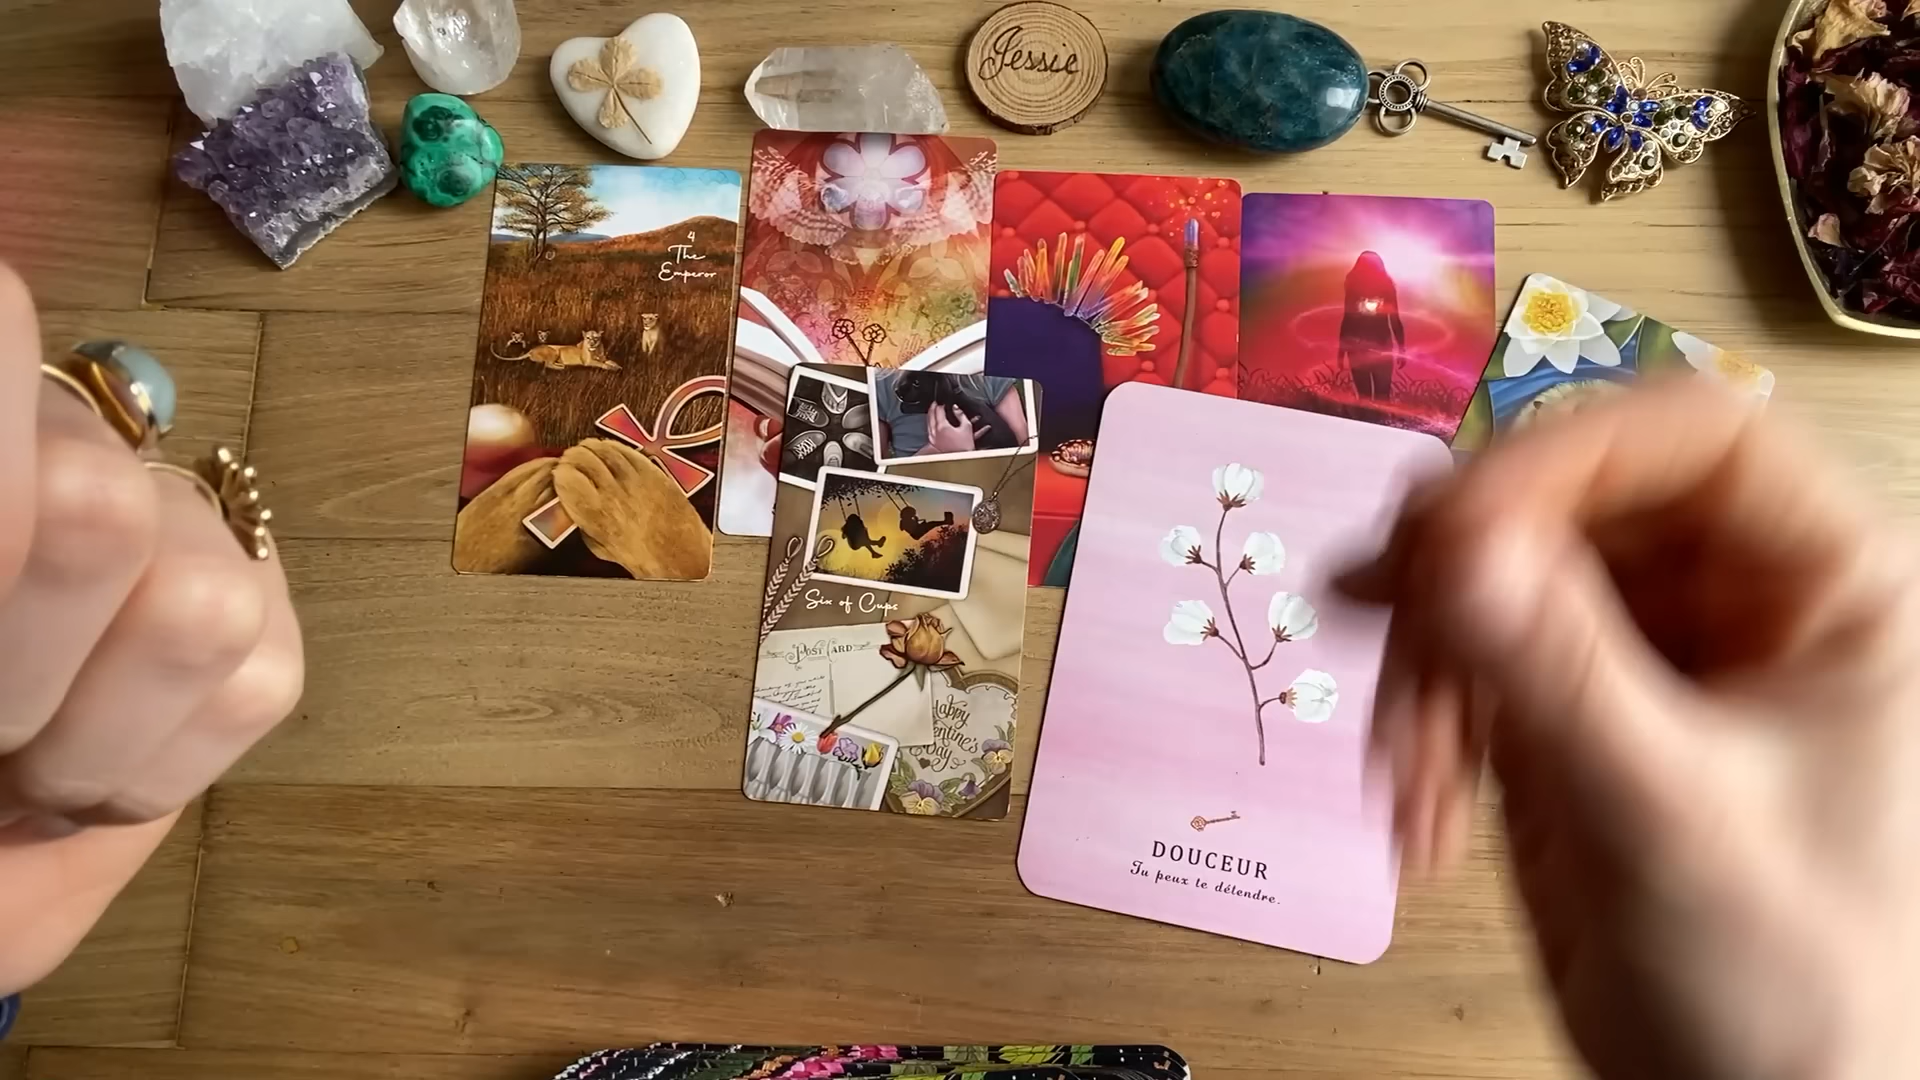 Jessie
4
The
Emperor
Six of Cups
POST CARD
Happy
Valentine's
Day
DOUCEUR
Tu peux te détendre.